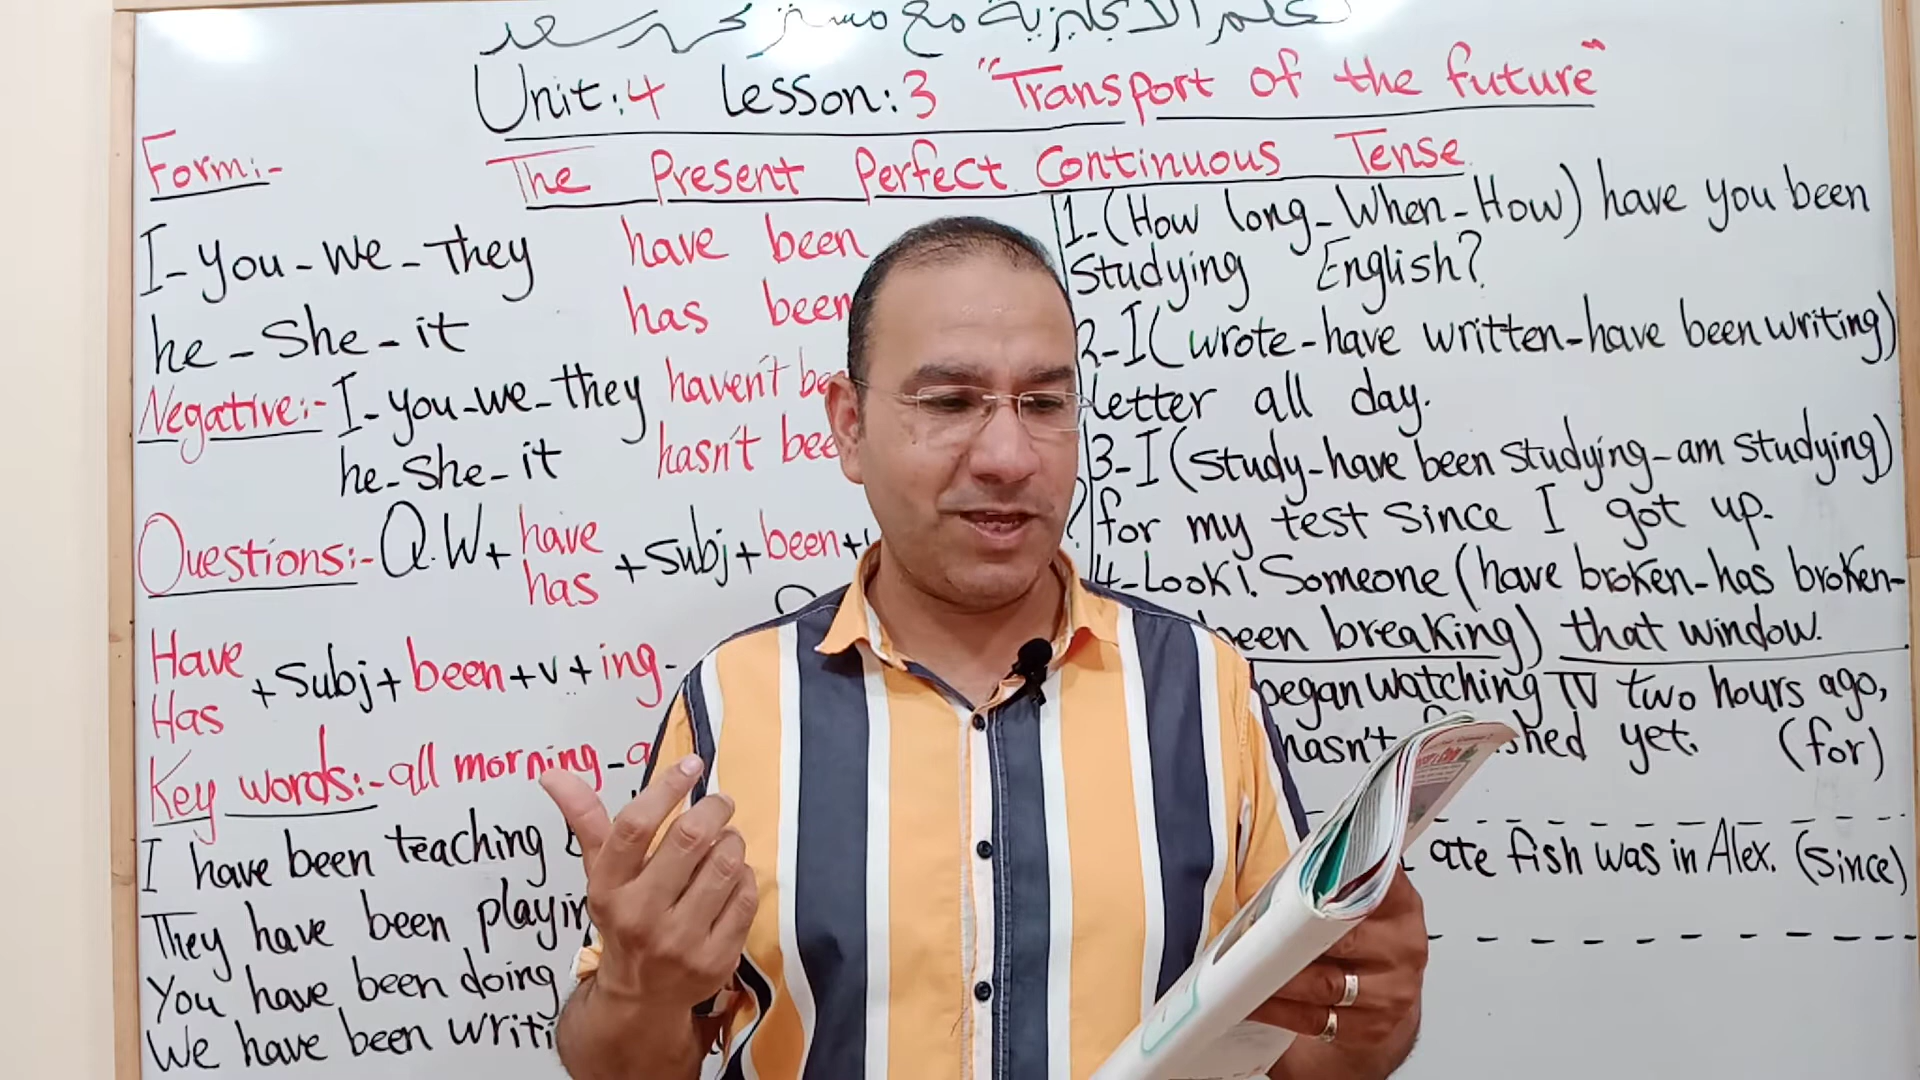 تعلم الانجليزية مع مستر محمد سعد
Unit:4 Lesson:3 "Transport of the future"
The Present Perfect Continuous Tense
Form:-
I-you-we-they have been
he-She-it has been
Negative:- I-you-we-they haven't
he-She-it hasn't
Questions:- Q.W+ have has +subj+been+
Have Has +Subj+been+v+ing-
Key words:- all morning-
I have been teaching
They have been
You have been doing
We have been
1-(How long-When-How) have you been
studying English?
2-I(wrote-have written-have been writing)
letter all day.
3-I (study-have been studying-am studying)
for my test since I got up.
4-Look! Someone (have broken-has broken-
been breaking) that window.
began watching TV two hours ago,
hasn't yet. (for)
ate fish was in Alex. (since)